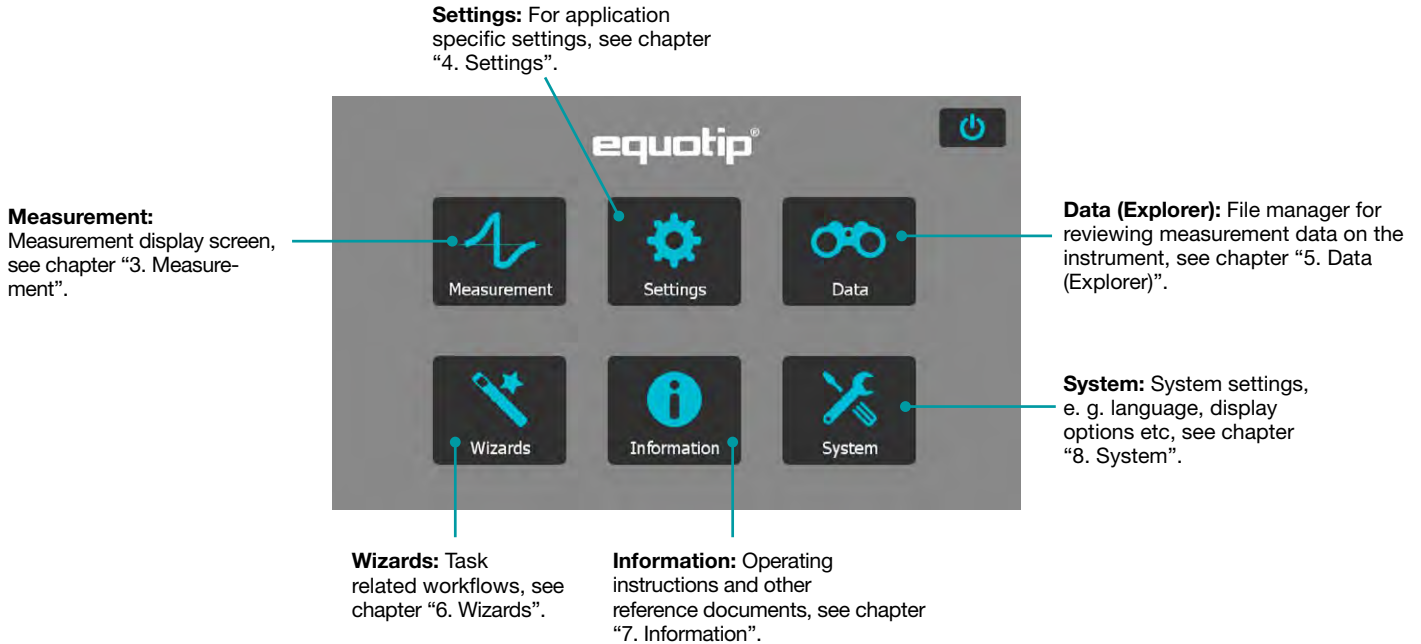 Settings: For application
specific settings, see chapter
“4. Settings”.
equotip®
Measurement:
Measurement display screen,
see chapter “3. Measure-
ment”.
Measurement
Settings
Data
Data (Explorer): File manager for
reviewing measurement data on the
instrument, see chapter “5. Data
(Explorer)”.
Wizards
Information
System
System: System settings,
e. g. language, display
options etc, see chapter
“8. System”.
Wizards: Task
related workflows, see
chapter “6. Wizards”.
Information: Operating
instructions and other
reference documents, see chapter
“7. Information”.